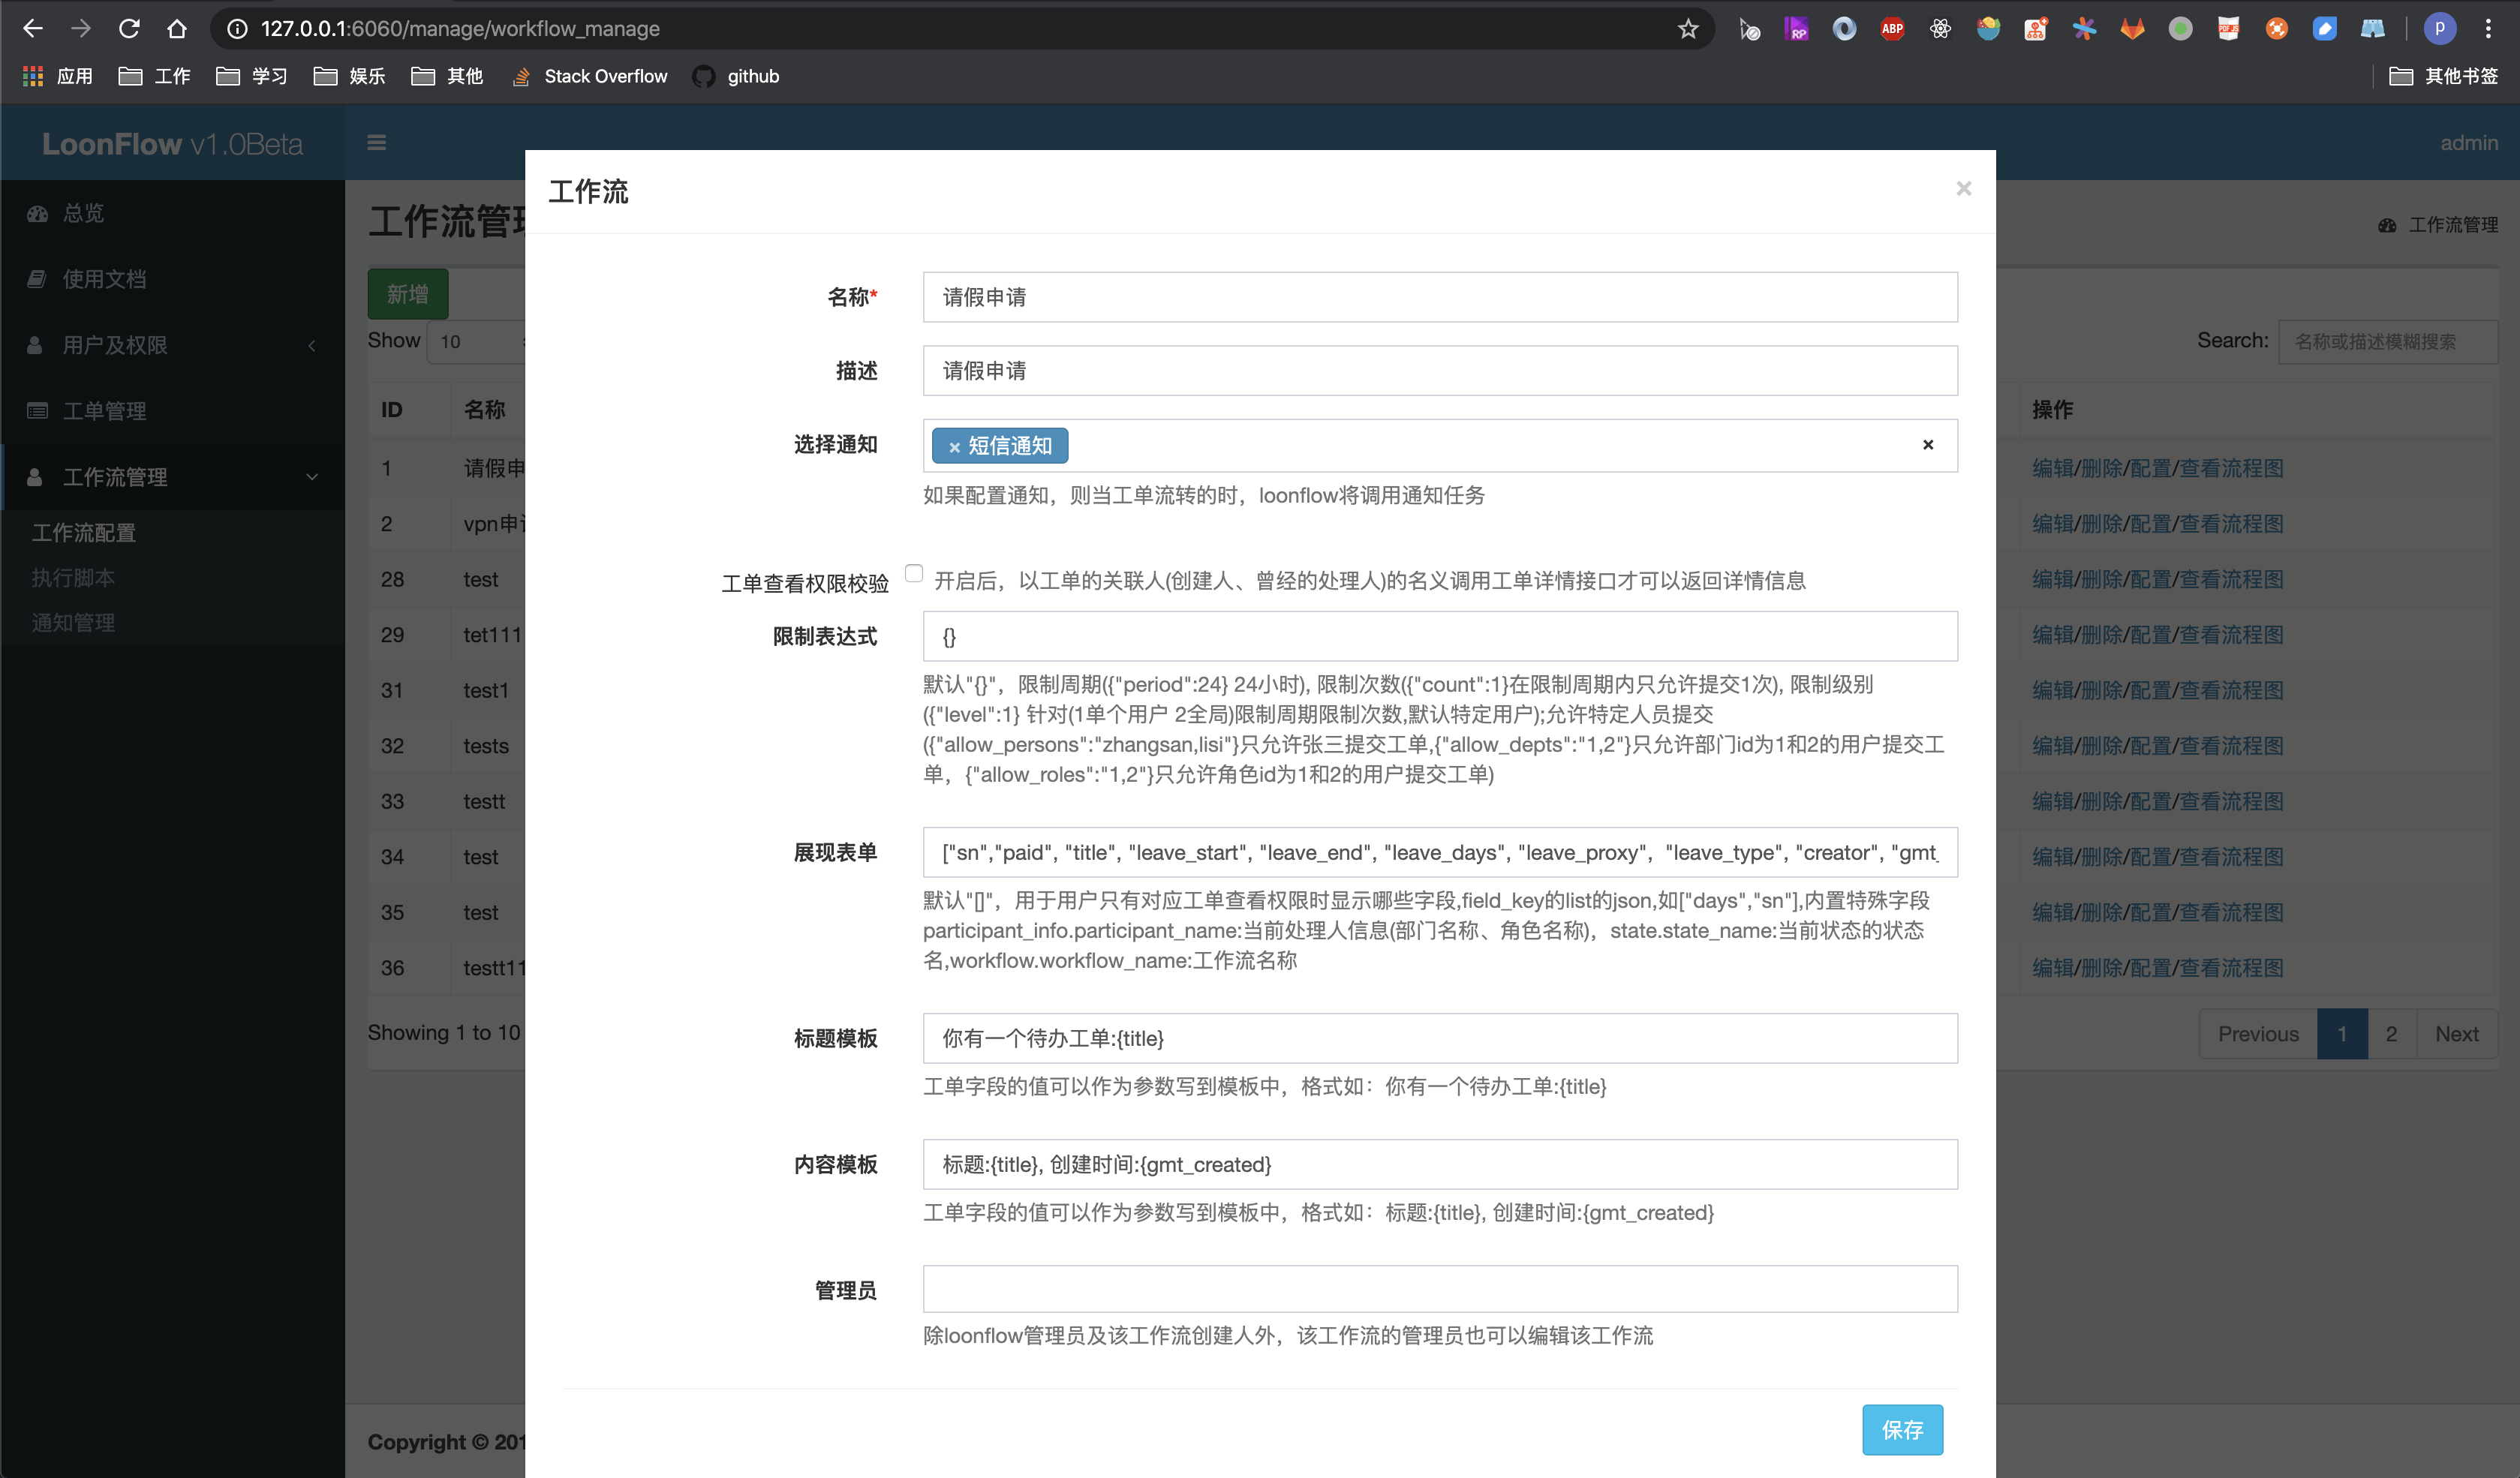 127.0.0.1:6060/manage/workflow_manage
应用 工作 学习 娱乐 其他 Stack Overflow github 其他书签
LoonFlow v1.0Beta
admin
总览
使用文档
用户及权限
工单管理
工作流管理
工作流配置
执行脚本
通知管理
工作流管理
新增
Show 10
Search: 名称或描述模糊搜索
ID 名称 操作
1 请假申 编辑/删除/配置/查看流程图
2 vpn申 编辑/删除/配置/查看流程图
28 test 编辑/删除/配置/查看流程图
29 tet111 编辑/删除/配置/查看流程图
31 test1 编辑/删除/配置/查看流程图
32 tests 编辑/删除/配置/查看流程图
33 testt 编辑/删除/配置/查看流程图
34 test 编辑/删除/配置/查看流程图
35 test 编辑/删除/配置/查看流程图
36 testt11 编辑/删除/配置/查看流程图
Showing 1 to 10
Previous 1 2 Next
Copyright © 201
工作流 ×
名称* 请假申请
描述 请假申请
选择通知 × 短信通知 ×
如果配置通知，则当工单流转的时，loonflow将调用通知任务
工单查看权限校验 开启后，以工单的关联人(创建人、曾经的处理人)的名义调用工单详情接口才可以返回详情信息
限制表达式 {}
默认"{}"，限制周期({"period":24} 24小时), 限制次数({"count":1}在限制周期内只允许提交1次), 限制级别
({"level":1} 针对(1单个用户 2全局)限制周期限制次数,默认特定用户);允许特定人员提交
({"allow_persons":"zhangsan,lisi"}只允许张三提交工单,{"allow_depts":"1,2"}只允许部门id为1和2的用户提交工
单，{"allow_roles":"1,2"}只允许角色id为1和2的用户提交工单)
展现表单 ["sn","paid", "title", "leave_start", "leave_end", "leave_days", "leave_proxy", "leave_type", "creator", "gmt_
默认"[]"，用于用户只有对应工单查看权限时显示哪些字段,field_key的list的json,如["days","sn"],内置特殊字段
participant_info.participant_name:当前处理人信息(部门名称、角色名称)，state.state_name:当前状态的状态
名,workflow.workflow_name:工作流名称
标题模板 你有一个待办工单:{title}
工单字段的值可以作为参数写到模板中，格式如：你有一个待办工单:{title}
内容模板 标题:{title}, 创建时间:{gmt_created}
工单字段的值可以作为参数写到模板中，格式如：标题:{title}, 创建时间:{gmt_created}
管理员
除loonflow管理员及该工作流创建人外，该工作流的管理员也可以编辑该工作流
保存